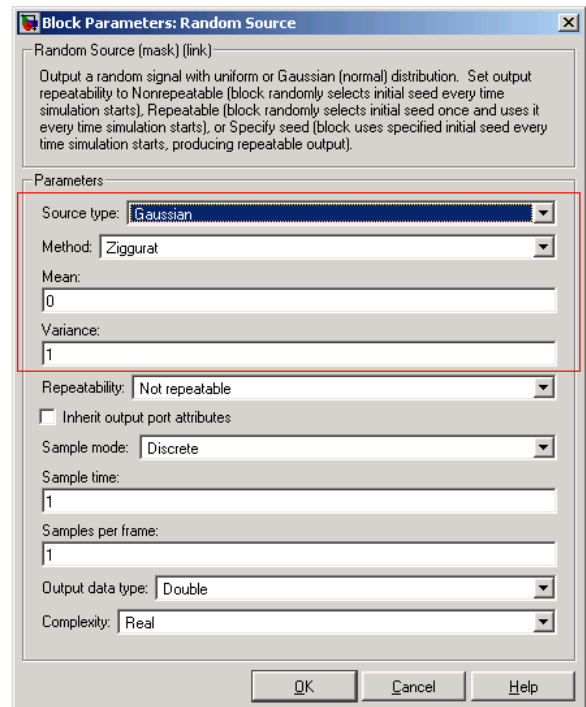 Block Parameters: Random Source
Random Source (mask) (link)
Output a random signal with uniform or Gaussian (normal) distribution.  Set output
repeatability to Nonrepeatable (block randomly selects initial seed every time
simulation starts), Repeatable (block randomly selects initial seed once and uses it
every time simulation starts), or Specify seed (block uses specified initial seed every
time simulation starts, producing repeatable output).
Parameters
Source type: Gaussian
Method: Ziggurat
Mean:
0
Variance:
1
Repeatability: Not repeatable
Inherit output port attributes
Sample mode: Discrete
Sample time:
1
Samples per frame:
1
Output data type: Double
Complexity: Real
OK Cancel Help